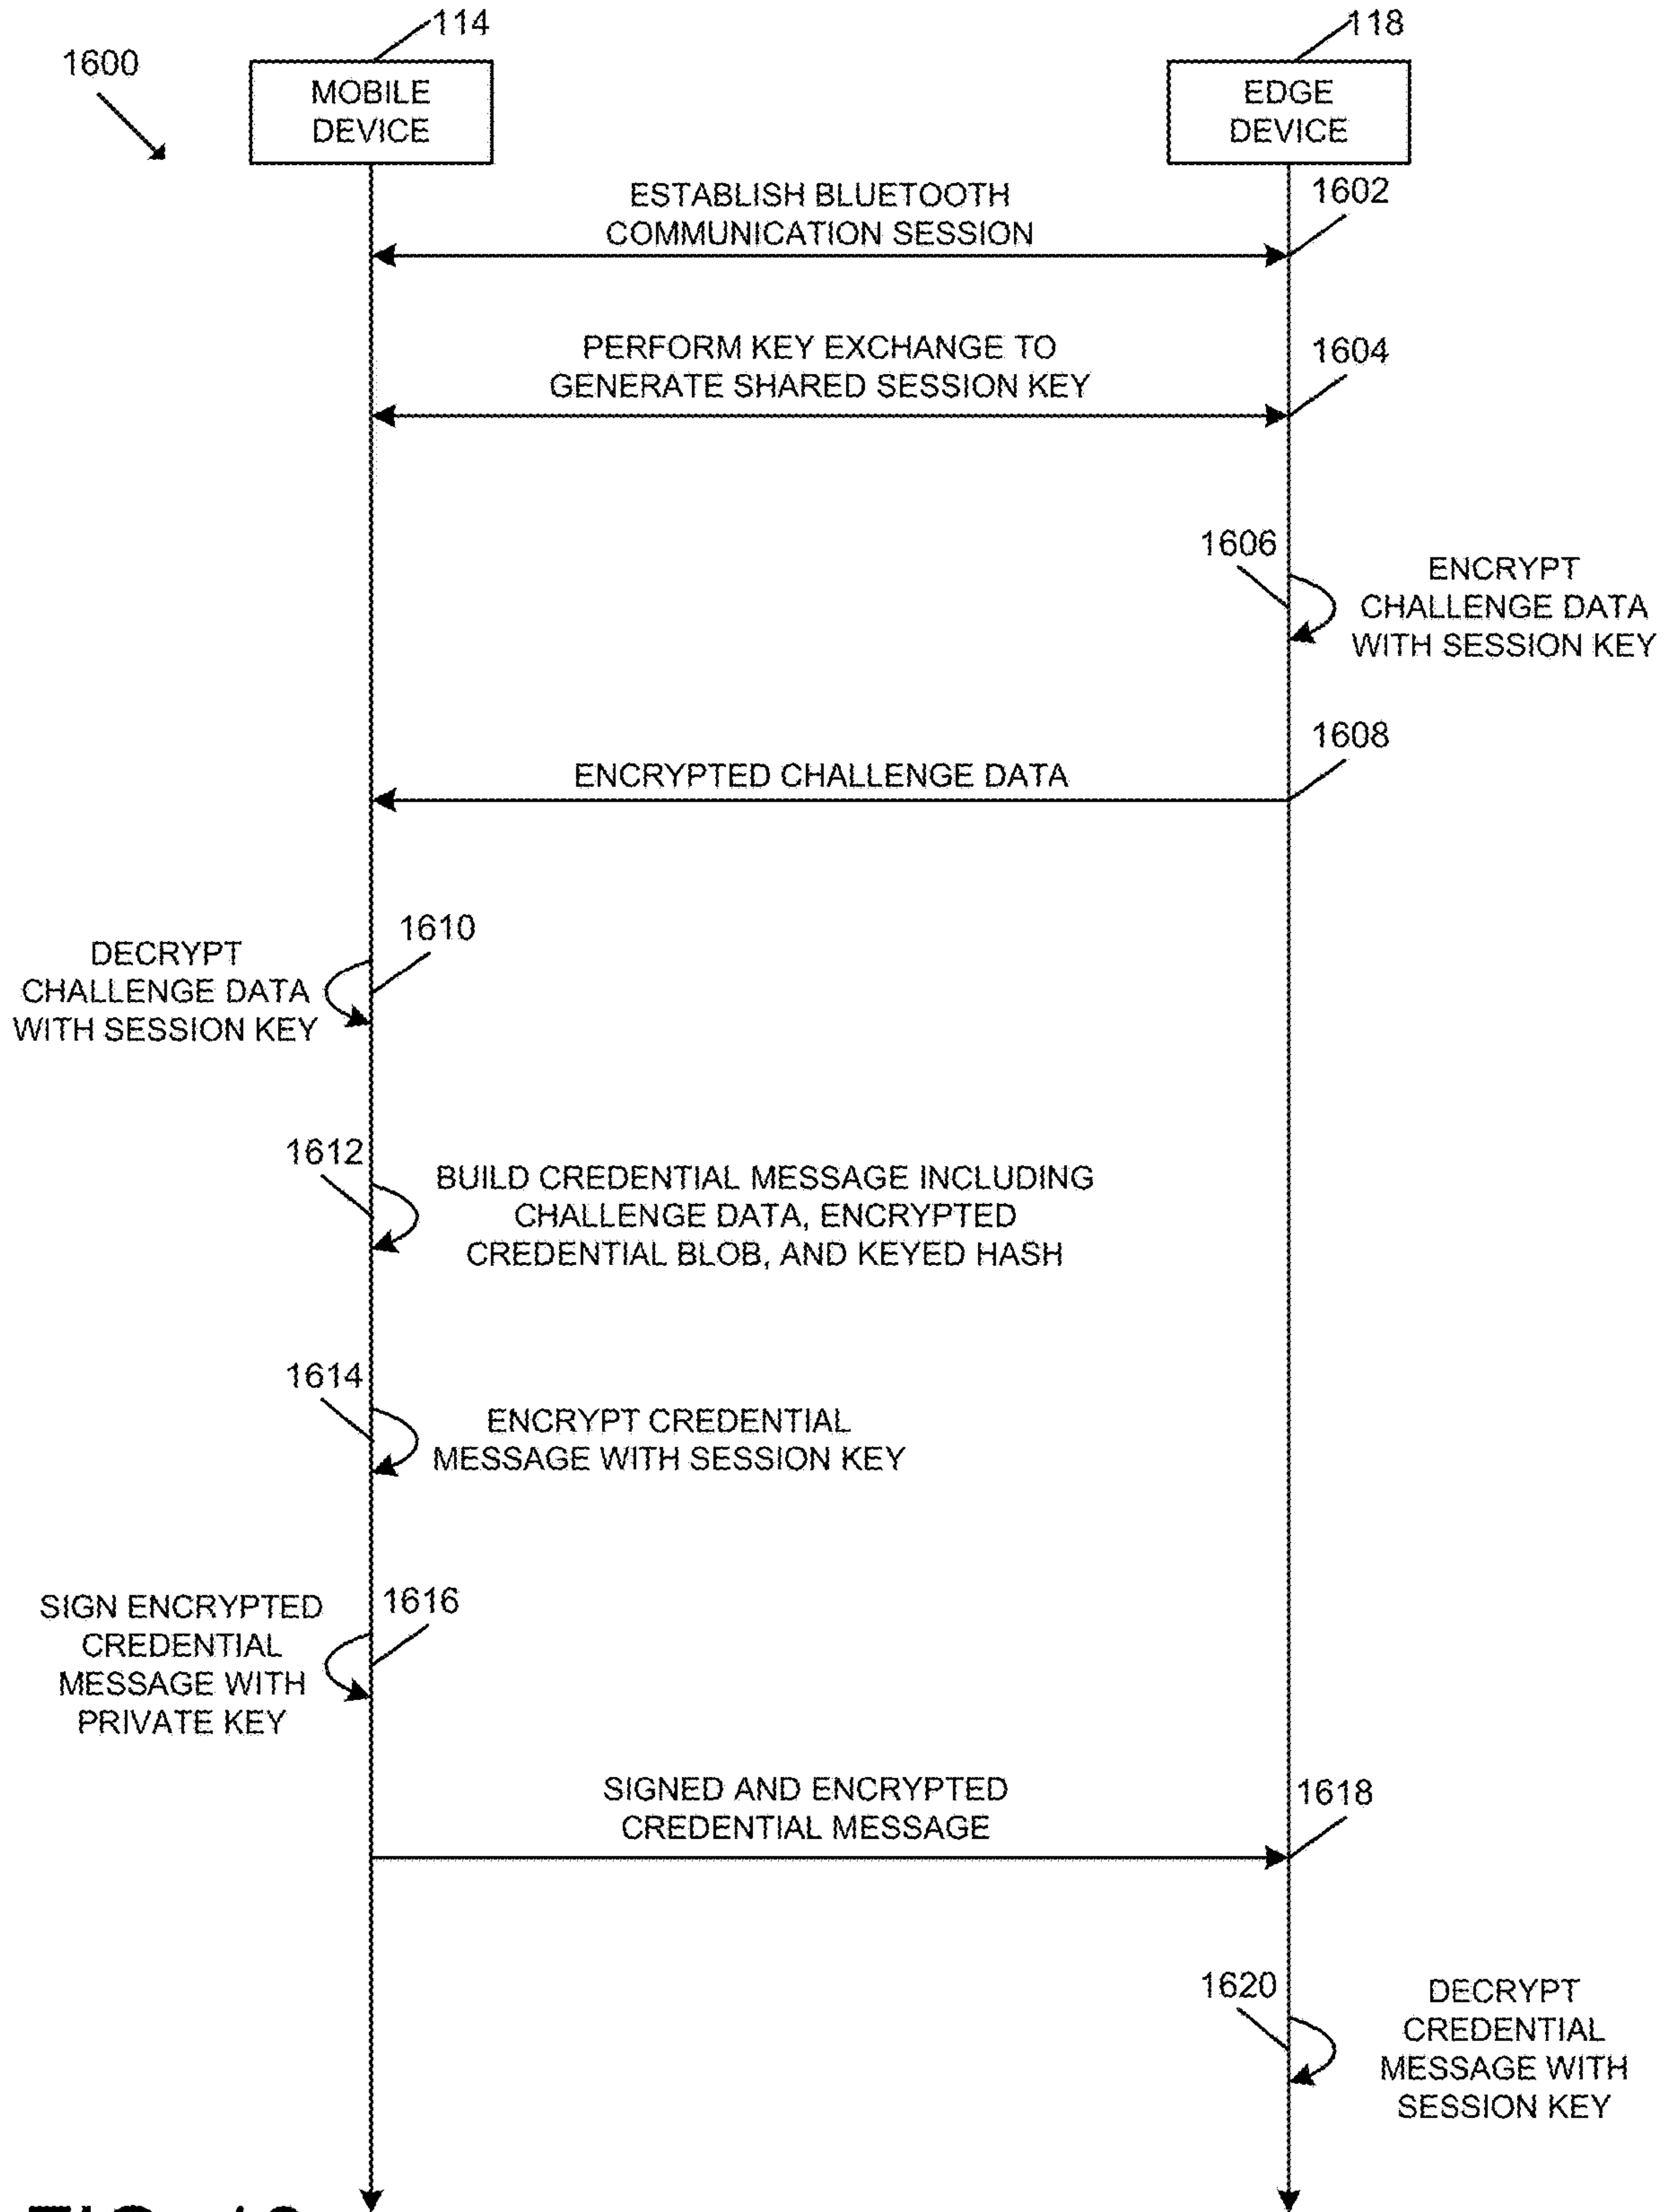 114
118
1600
MOBILE
DEVICE
EDGE
DEVICE
ESTABLISH BLUETOOTH
COMMUNICATION SESSION
1602
PERFORM KEY EXCHANGE TO
GENERATE SHARED SESSION KEY
1604
1606
ENCRYPT
CHALLENGE DATA
WITH SESSION KEY
1608
ENCRYPTED CHALLENGE DATA
1610
DECRYPT
CHALLENGE DATA
WITH SESSION KEY
1612
BUILD CREDENTIAL MESSAGE INCLUDING
CHALLENGE DATA, ENCRYPTED
CREDENTIAL BLOB, AND KEYED HASH
1614
ENCRYPT CREDENTIAL
MESSAGE WITH SESSION KEY
1616
SIGN ENCRYPTED
CREDENTIAL
MESSAGE WITH
PRIVATE KEY
SIGNED AND ENCRYPTED
CREDENTIAL MESSAGE
1618
1620
DECRYPT
CREDENTIAL
MESSAGE WITH
SESSION KEY